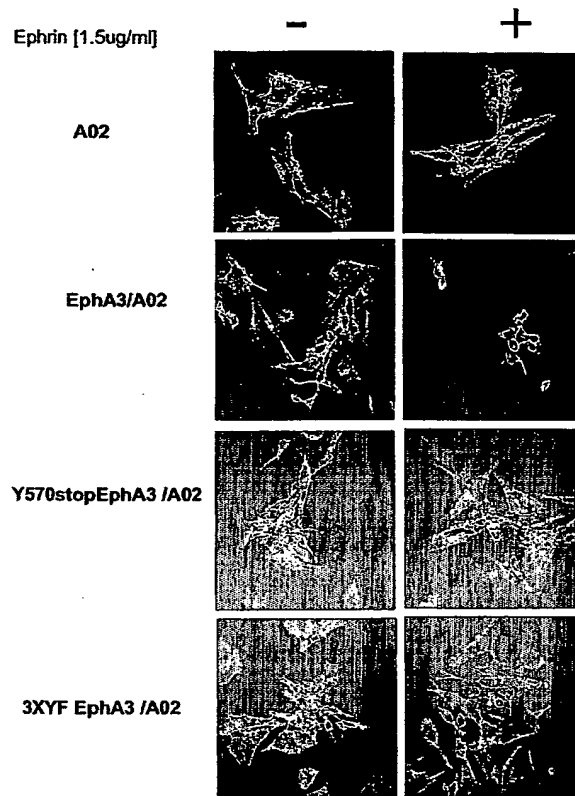 Ephrin [1.5ug/ml] - +
A02
EphA3/A02
Y570stopEphA3 /A02
3XYF EphA3 /A02